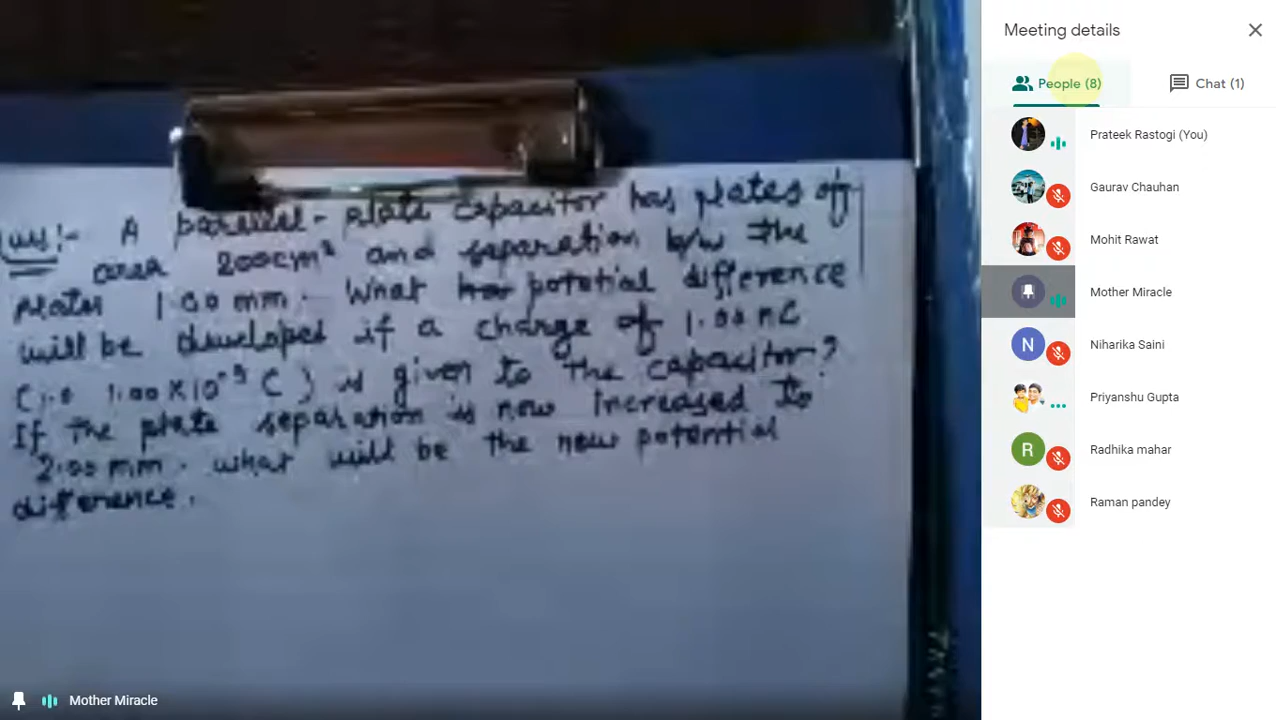 Meeting details
People (8)
Chat (1)
Prateek Rastogi (You)
Gaurav Chauhan
Mohit Rawat
Mother Miracle
N
Niharika Saini
Priyanshu Gupta
R
Radhika mahar
Raman pandey
Ques:- A parallel-plate capacitor has plates of
area 200cm² and separation b/w the
plates 1.00 mm. What potential difference
will be developed if a charge of 1.00 nC
(i.e 1.00×10⁻⁹ C) is given to the capacitor?
If the plate separation is now increased to
2.00 mm. what will be the new potential
difference.
Mother Miracle